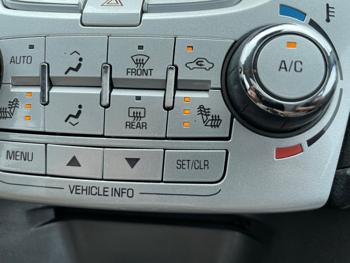 AUTO
FRONT
A/C
REAR
MENU
SET/CLR
VEHICLE INFO